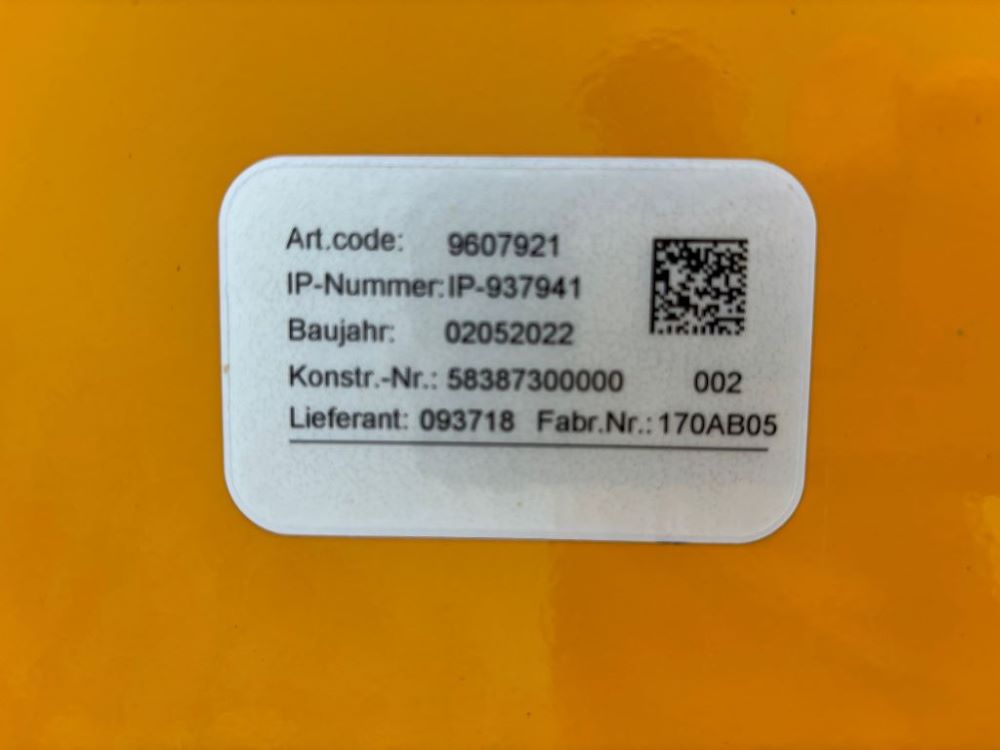 Art.code: 9607921
IP-Nummer: IP-937941
Baujahr: 02052022
Konstr.-Nr.: 58387300000 002
Lieferant: 093718 Fabr.Nr.: 170AB05